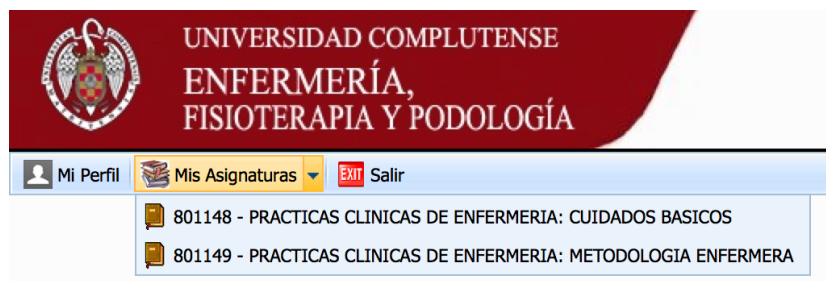 UNIVERSIDAD COMPLUTENSE
ENFERMERÍA,
FISIOTERAPIA Y PODOLOGÍA
Mi Perfil Mis Asignaturas EXIT Salir
801148 - PRACTICAS CLINICAS DE ENFERMERIA: CUIDADOS BASICOS
801149 - PRACTICAS CLINICAS DE ENFERMERIA: METODOLOGIA ENFERMERA